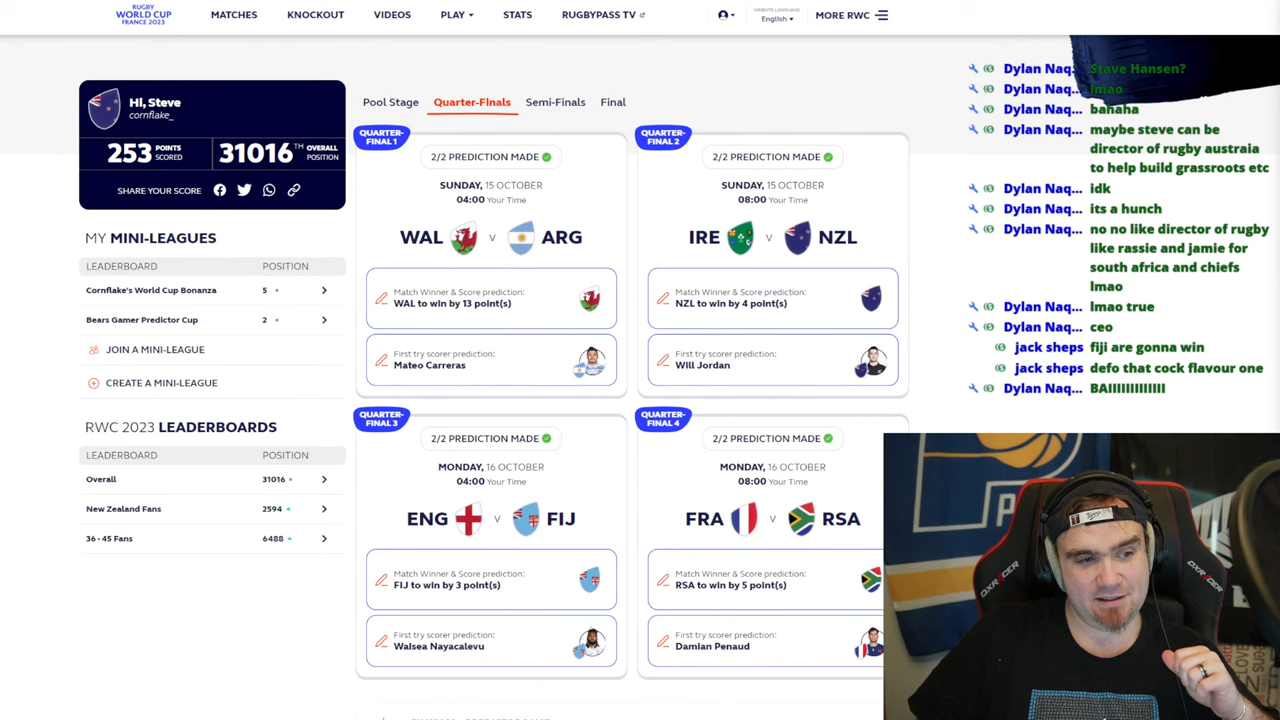 RUGBY
WORLD CUP
FRANCE 2023
MATCHES
KNOCKOUT
VIDEOS
PLAY
STATS
RUGBYPASS TV
WEBSITE LANGUAGE
English
MORE RWC
HI, Steve
cornflake_
253 POINTS SCORED
31016TH OVERALL POSITION
SHARE YOUR SCORE
MY MINI-LEAGUES
LEADERBOARD POSITION
Cornflake's World Cup Bonanza 5
Bears Gamer Predictor Cup 2
JOIN A MINI-LEAGUE
CREATE A MINI-LEAGUE
RWC 2023 LEADERBOARDS
LEADERBOARD POSITION
Overall 31016
New Zealand Fans 2594
36-45 Fans 6488
Pool Stage Quarter-Finals Semi-Finals Final
QUARTER-
FINAL 1
2/2 PREDICTION MADE
SUNDAY, 15 OCTOBER
04:00 Your Time
WAL V ARG
Match Winner & Score prediction:
WAL to win by 13 point(s)
First try scorer prediction:
Mateo Carreras
QUARTER-
FINAL 2
2/2 PREDICTION MADE
SUNDAY, 15 OCTOBER
08:00 Your Time
IRE V NZL
Match Winner & Score prediction:
NZL to win by 4 point(s)
First try scorer prediction:
Will Jordan
QUARTER-
FINAL 3
2/2 PREDICTION MADE
MONDAY, 16 OCTOBER
04:00 Your Time
ENG V FIJ
Match Winner & Score prediction:
FIJ to win by 3 point(s)
First try scorer prediction:
Waisea Nayacalevu
QUARTER-
FINAL 4
2/2 PREDICTION MADE
MONDAY, 16 OCTOBER
08:00 Your Time
FRA V RSA
Match Winner & Score prediction:
RSA to win by 5 point(s)
First try scorer prediction:
Damian Penaud
Dylan Naq... Stave Hansen?
Dylan Naq... lmao
Dylan Naq... bahaha
Dylan Naq... maybe steve can be
director of rugby austraia
to help build grassroots etc
Dylan Naq... idk
Dylan Naq... its a hunch
Dylan Naq... no no like director of rugby
like rassie and jamie for
south africa and chiefs
lmao
Dylan Naq... lmao true
Dylan Naq... ceo
jack sheps fiji are gonna win
jack sheps defo that cock flavour one
Dylan Naq... BAIIIIIIIIIIIII
DXRACER
DXRACER